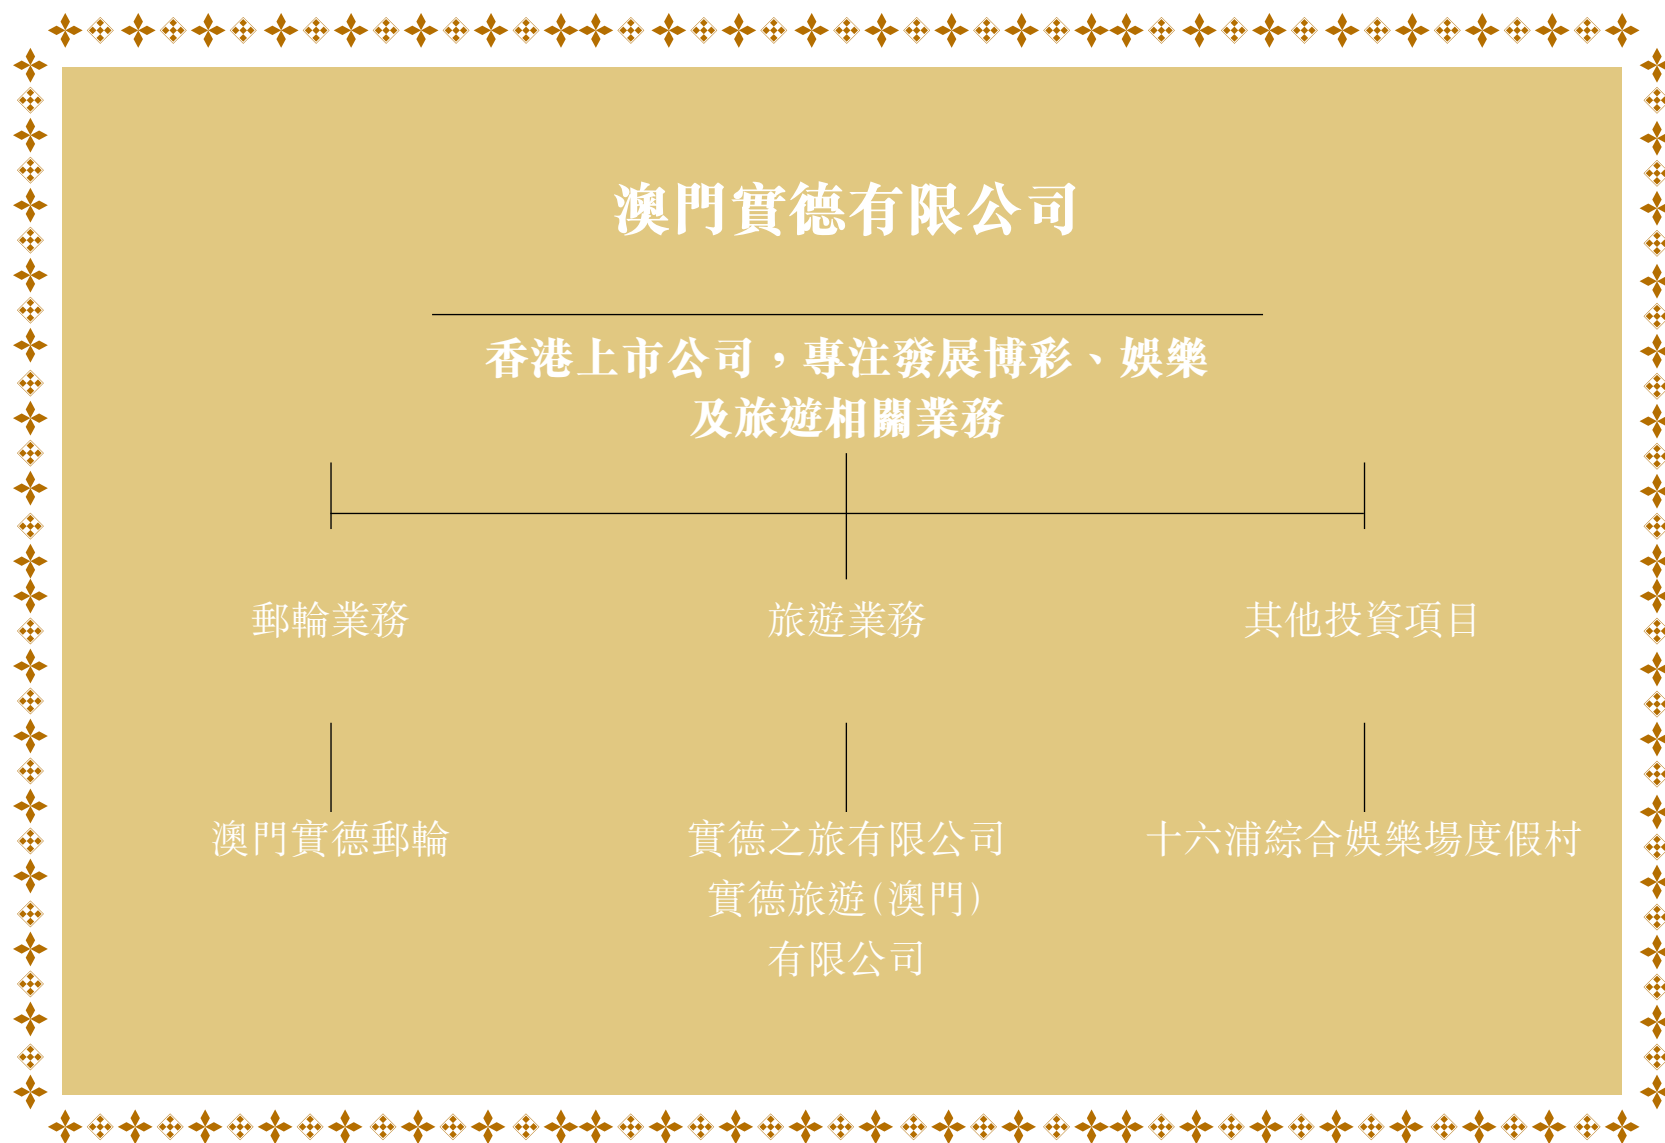 澳門實德有限公司
香港上市公司，專注發展博彩、娛樂
及旅遊相關業務
郵輪業務
旅遊業務
其他投資項目
澳門實德郵輪
實德之旅有限公司
實德旅遊(澳門)
有限公司
十六浦綜合娛樂場度假村